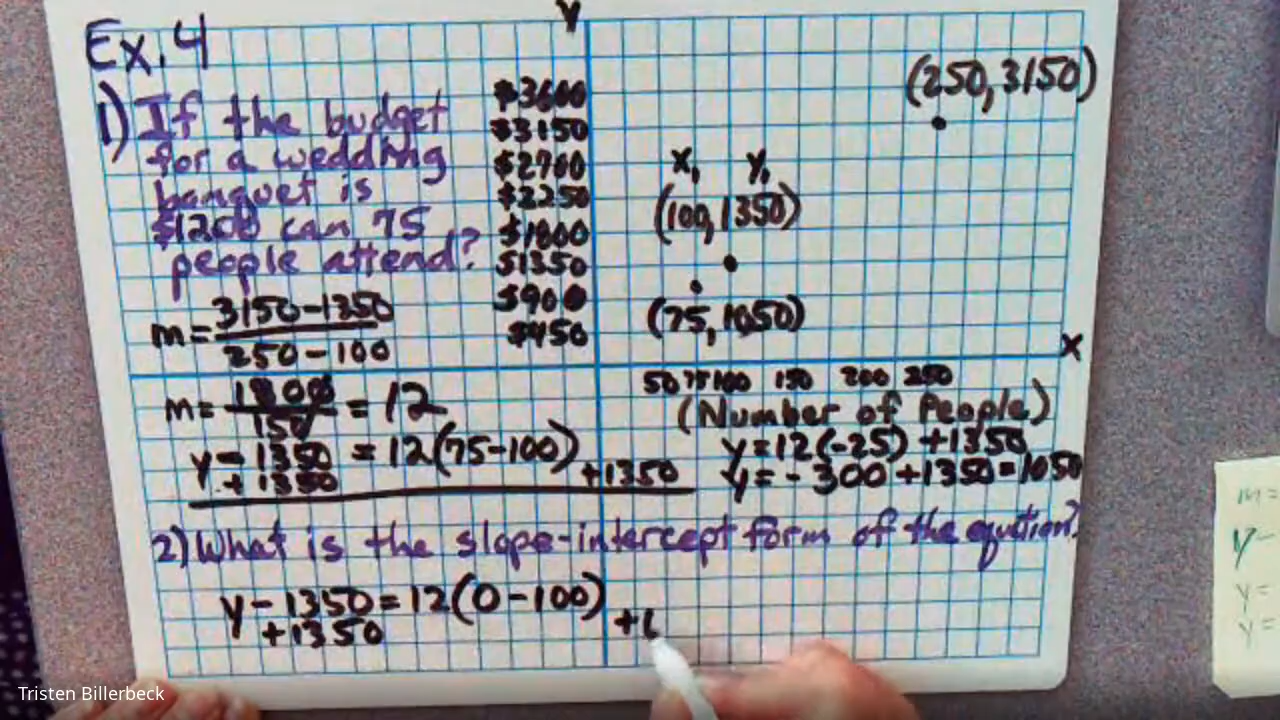 Ex. 4
1) If the budget
for a wedding
banquet is
$1200 can 75
people attend?
m = 3150-1350
250-100
m = 1800
150 = 12
y - 1350 = 12(75-100)
+ 1350 +1350
y
$3600
$3150
$2700
$2250
$1800
$1350
$900
$450
(250, 3150)
x₁ y₁
(100, 1350)
(75, 1050)
x
50 75 100 150 200 250
(Number of People)
y = 12(-25) +1350
y = -300 +1350 = 1050
2) What is the slope-intercept form of the equation?
y - 1350 = 12(0-100)
+1350
m=
y-
y=
y=
Tristen Billerbeck